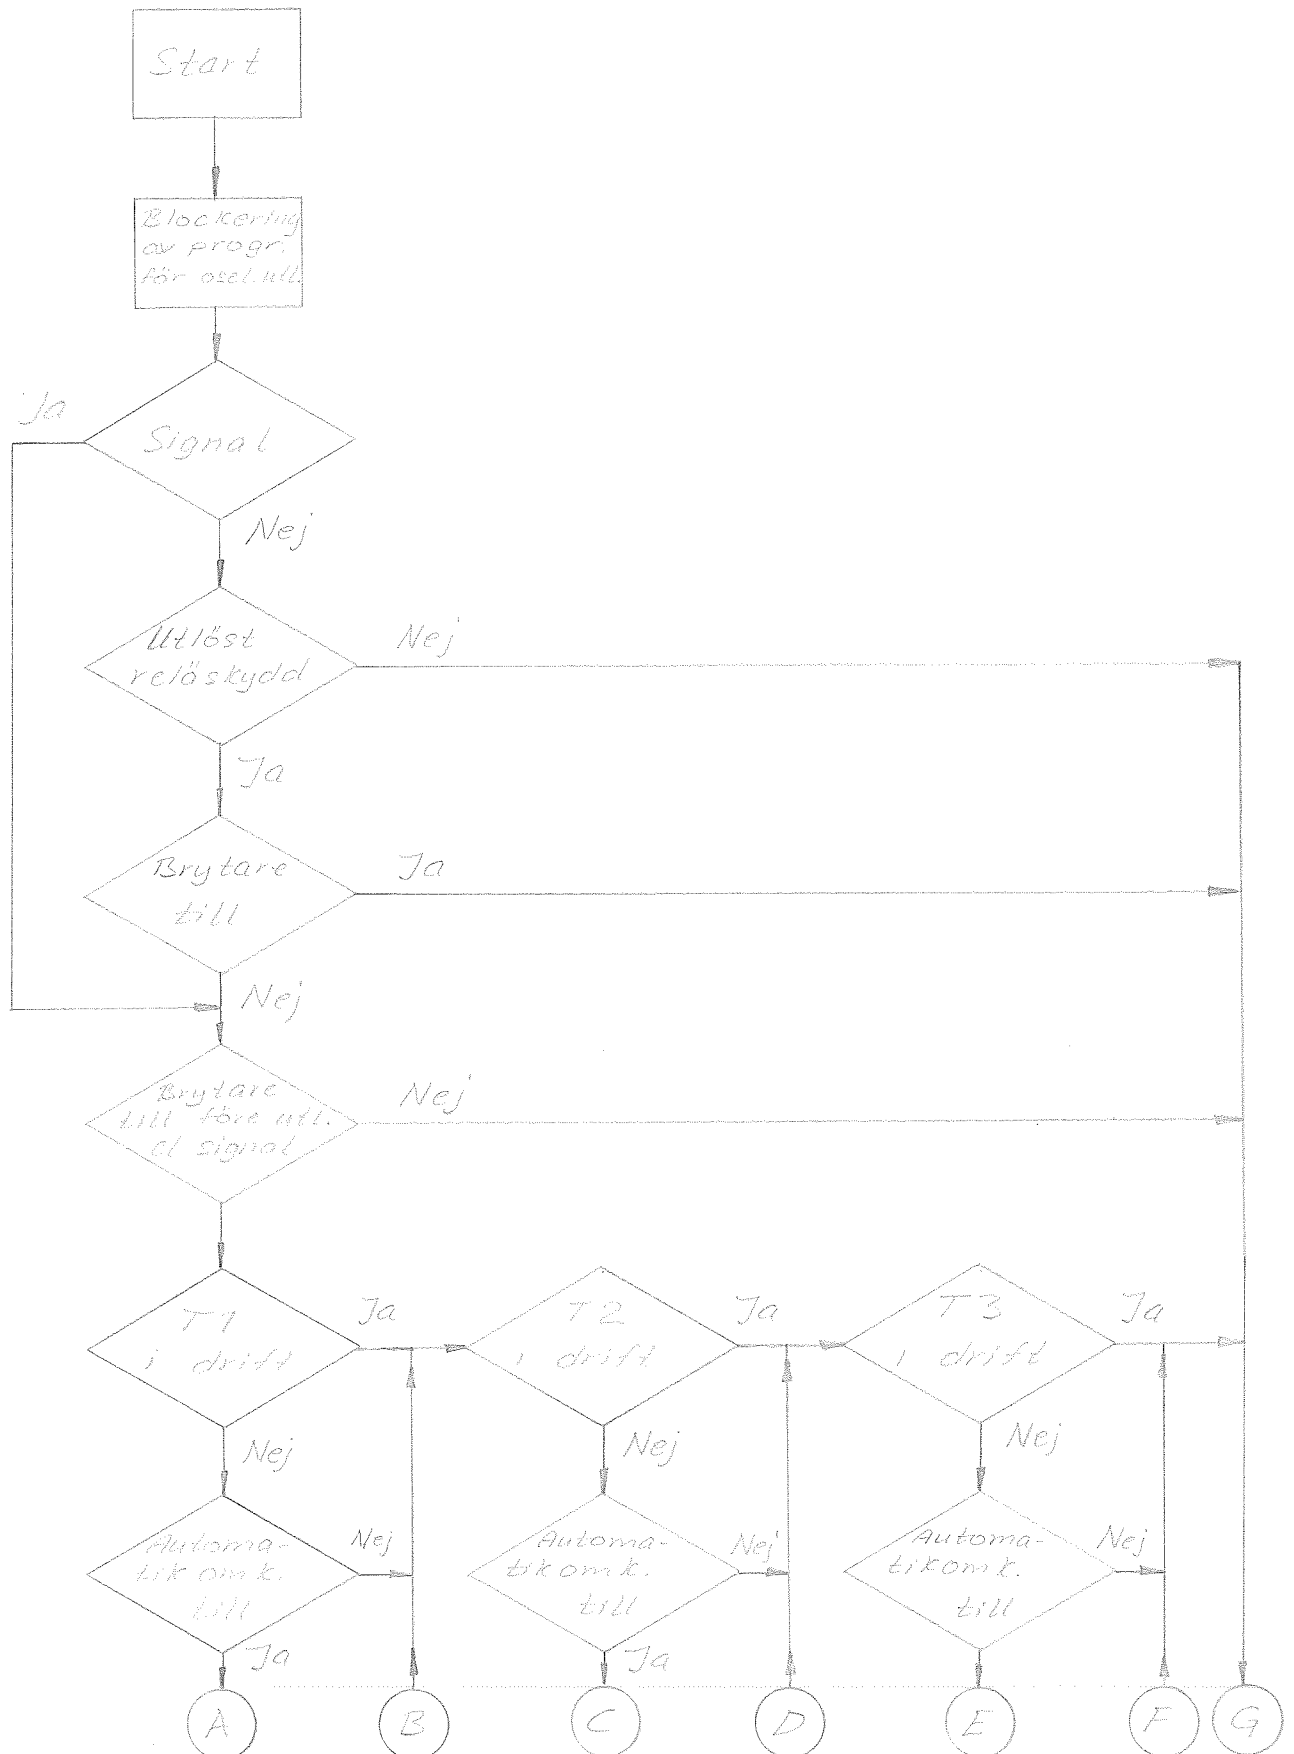 Start
Blockering
av progr.
för osel.utl.
Ja
Signal
Nej
Utlöst
reläskydd
Nej
Ja
Brytare
till
Ja
Nej
Brytare
till före utl.
el signal
Nej
T1
i drift
Ja
T2
i drift
Ja
T3
i drift
Ja
Nej
Nej
Nej
Automa-
tikomk.
till
Nej
Automa-
tikomk.
till
Nej
Automa-
tikomk.
till
Nej
Ja
Ja
A
B
C
D
E
F
G